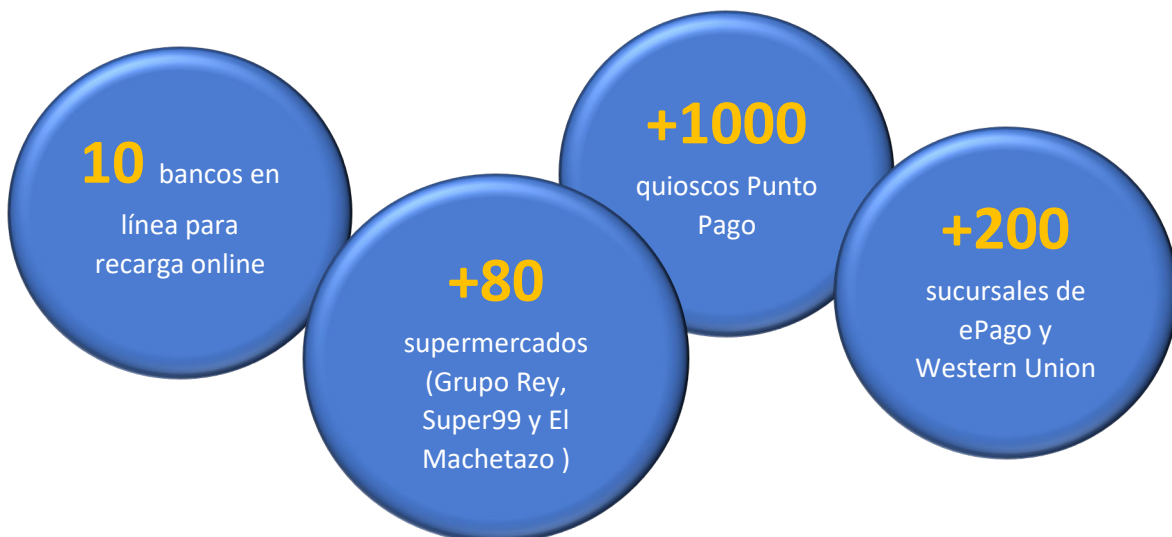 10 bancos en
línea para
recarga online
+80
supermercados
(Grupo Rey,
Super99 y El
Machetazo )
+1000
quioscos Punto
Pago
+200
sucursales de
ePago y
Western Union